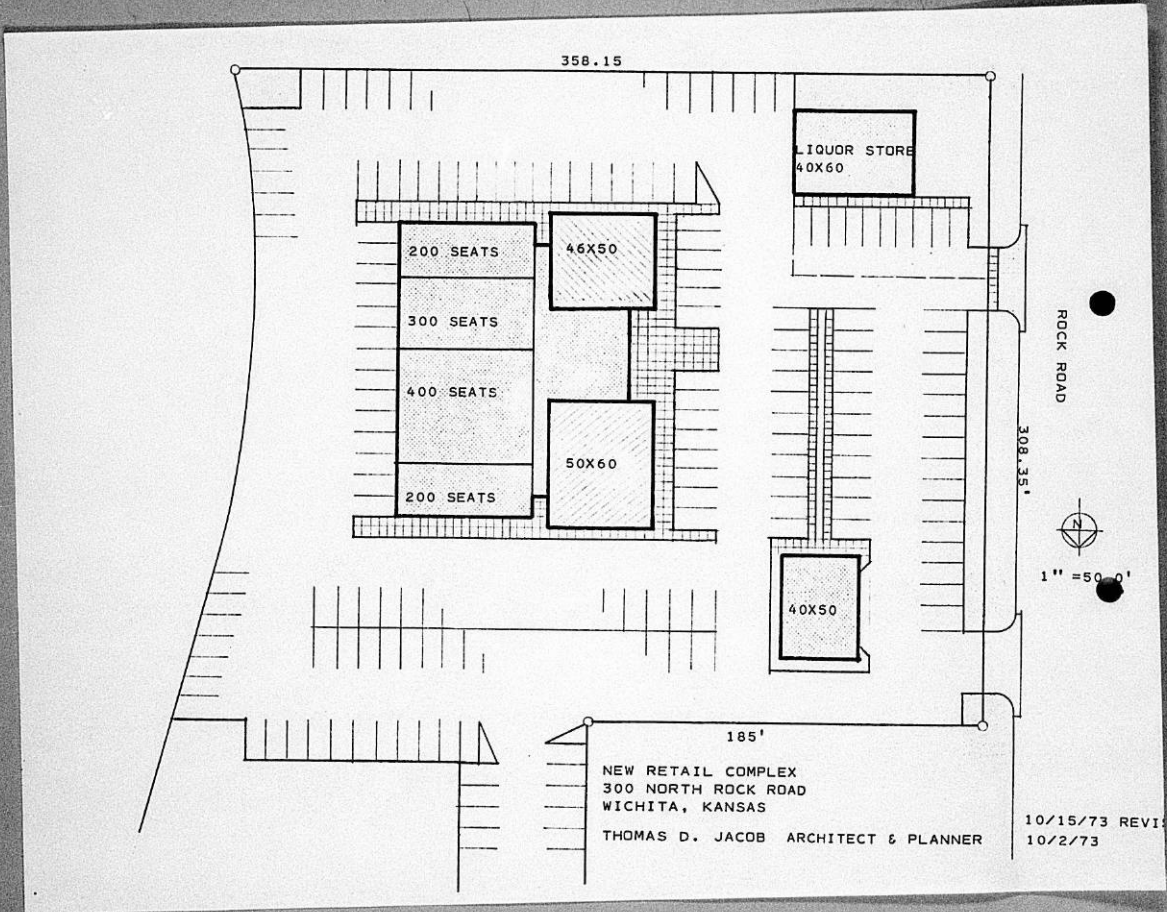 358.15
LIQUOR STORE
40X60
200 SEATS
46X50
300 SEATS
ROCK ROAD
400 SEATS
308.35'
50X60
200 SEATS
N
1" =50 0'
40X50
185'
NEW RETAIL COMPLEX
300 NORTH ROCK ROAD
WICHITA, KANSAS
THOMAS D. JACOB ARCHITECT & PLANNER
10/15/73 REVIS
10/2/73